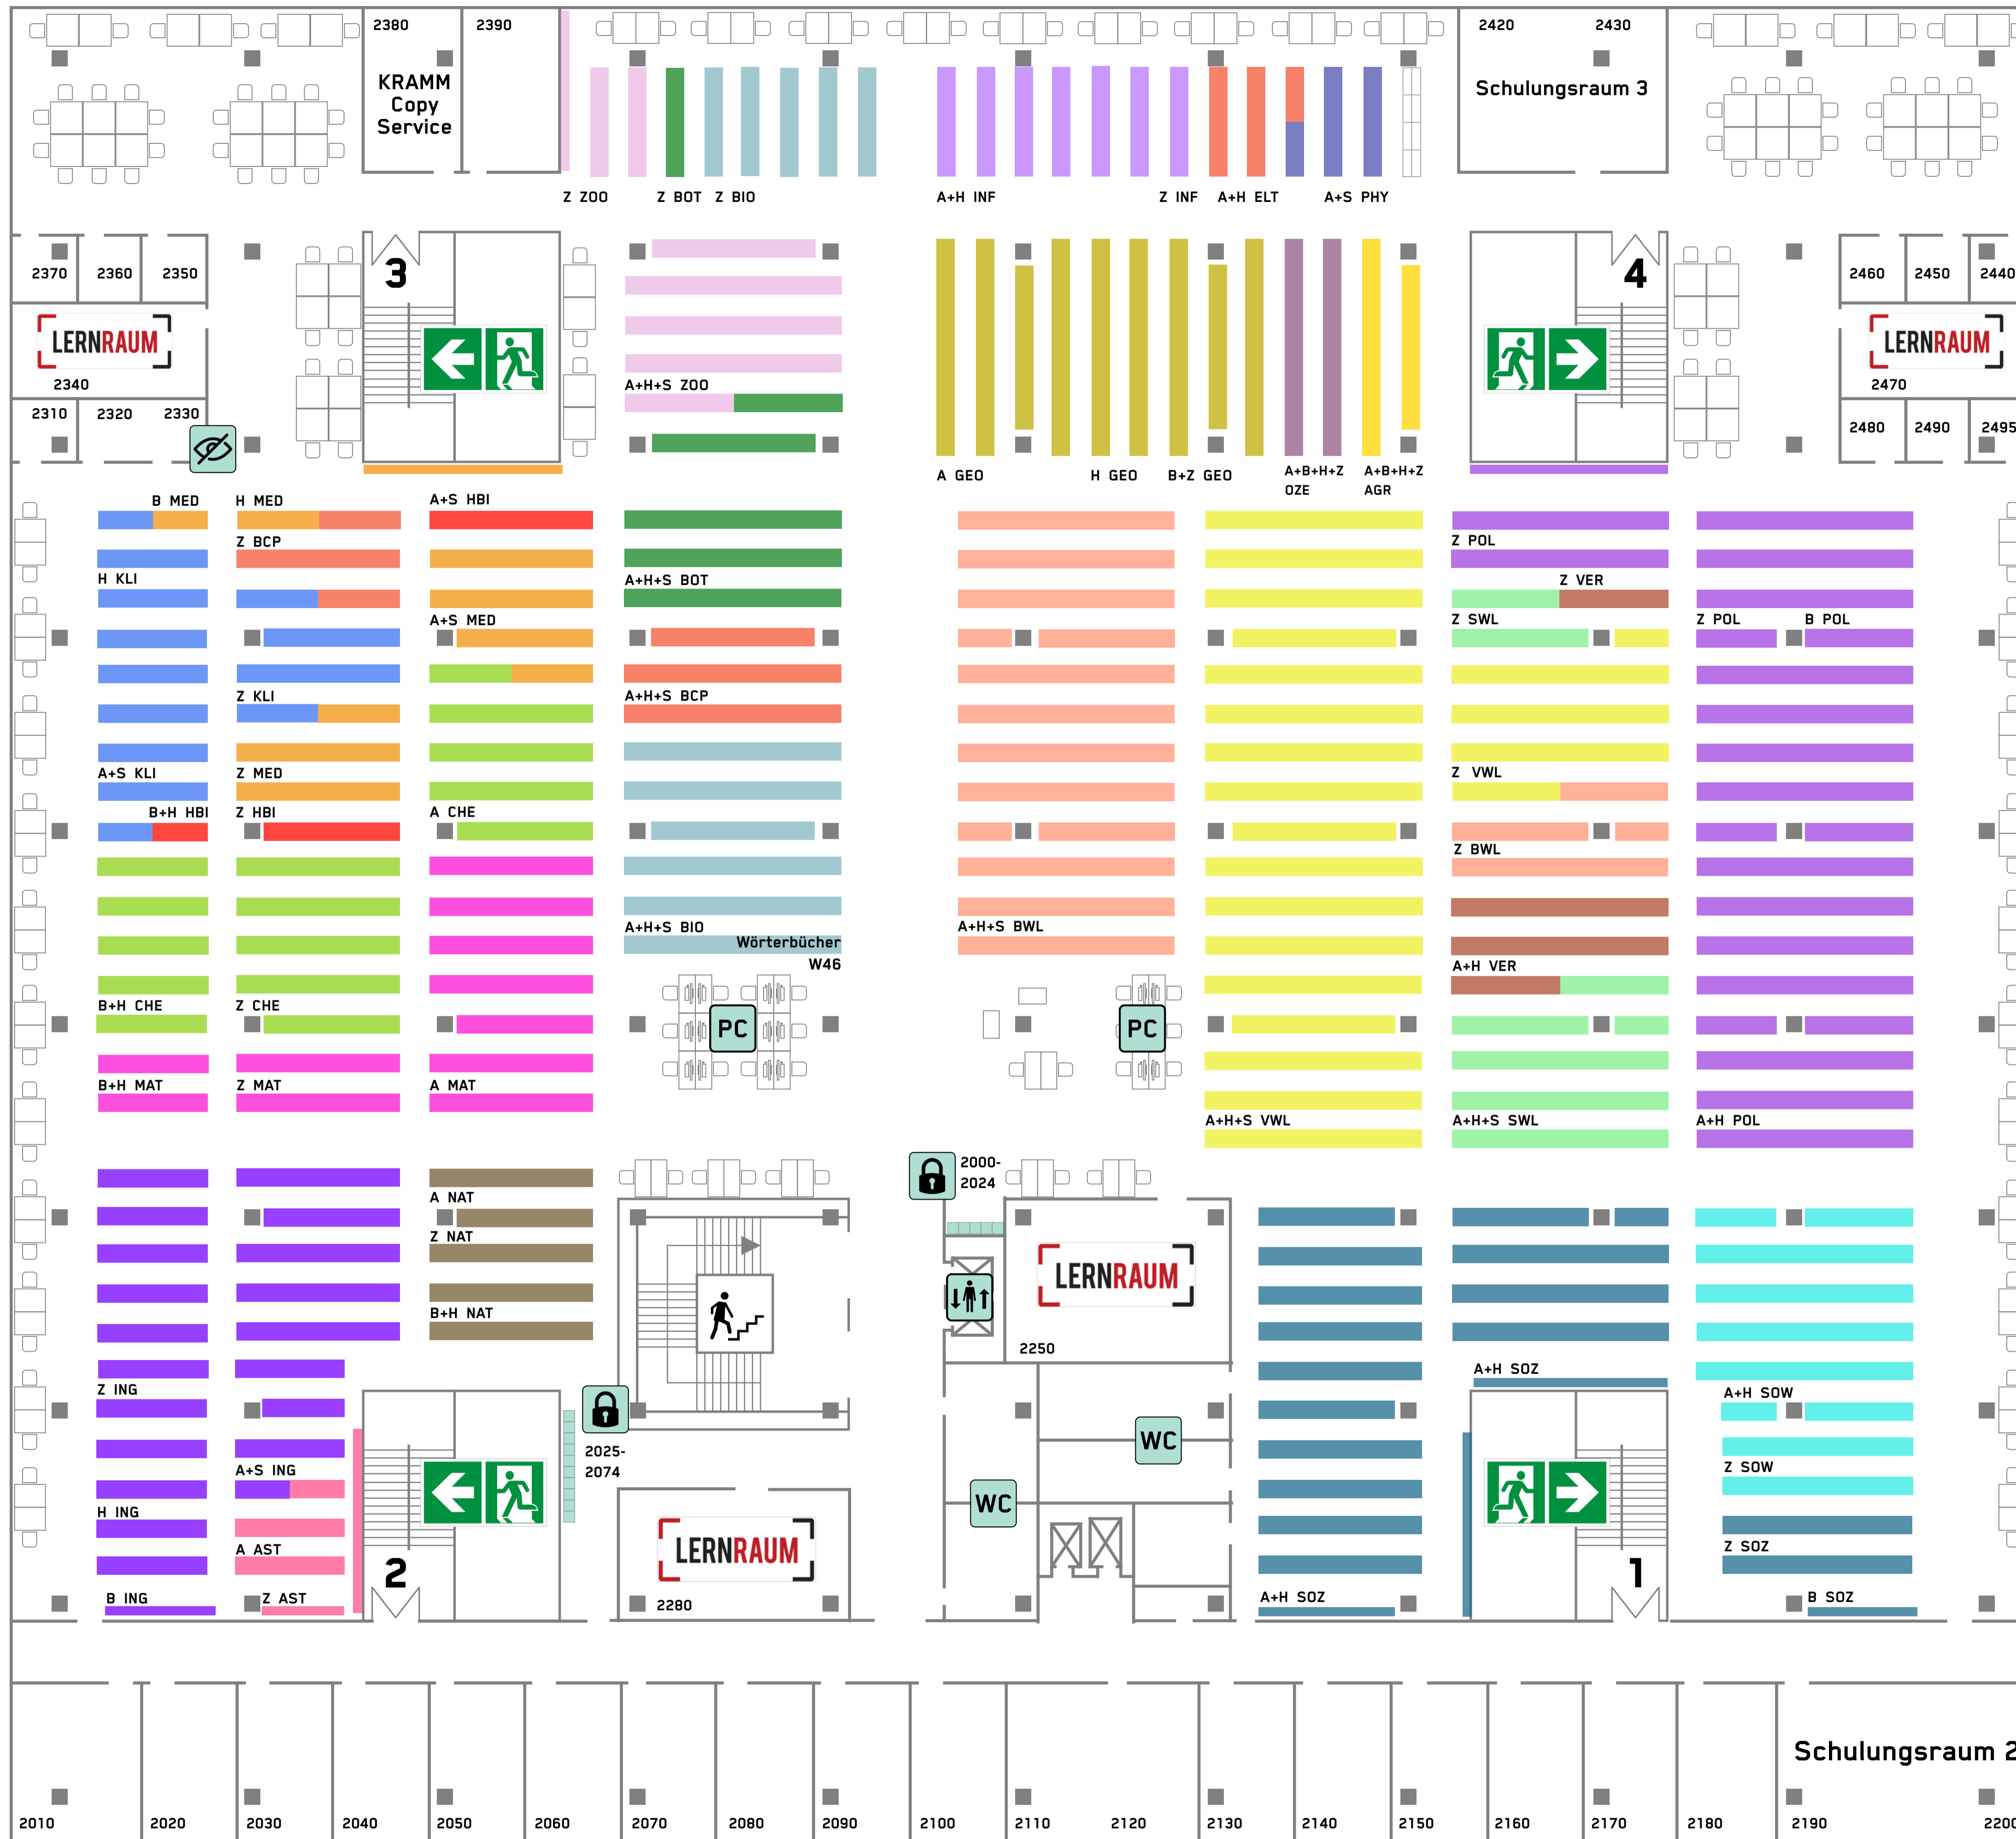 2380
2390
2420
2430
KRAMM
Copy
Service
Schulungsraum 3
Z ZOO
Z BOT
Z BIO
A+H INF
Z INF
A+H ELT
A+S PHY
2370
2360
2350
3
4
2460
2450
2440
LERNRAUM
LERNRAUM
2340
A+H+S ZOO
2470
2310
2320
2330
2480
2490
2495
A GEO
H GEO
B+Z GEO
A+B+H+Z
OZE
A+B+H+Z
AGR
B MED
H MED
A+S HBI
Z BCP
Z POL
H KLI
A+H+S BOT
Z VER
A+S MED
Z SWL
Z POL
B POL
Z KLI
A+H+S BCP
A+S KLI
Z MED
Z VWL
B+H HBI
Z HBI
A CHE
Z BWL
A+H+S BIO
A+H+S BWL
Wörterbücher
W46
A+H VER
B+H CHE
Z CHE
PC
PC
B+H MAT
Z MAT
A MAT
A+H+S VWL
A+H+S SWL
A+H POL
2000-
2024
A NAT
Z NAT
LERNRAUM
B+H NAT
2250
A+H SOZ
Z ING
A+H SOW
2025-
2074
WC
A+S ING
Z SOW
WC
H ING
A AST
LERNRAUM
Z SOZ
2
1
B ING
Z AST
2280
A+H SOZ
B SOZ
Schulungsraum 2
2010
2020
2030
2040
2050
2060
2070
2080
2090
2100
2110
2120
2130
2140
2150
2160
2170
2180
2190